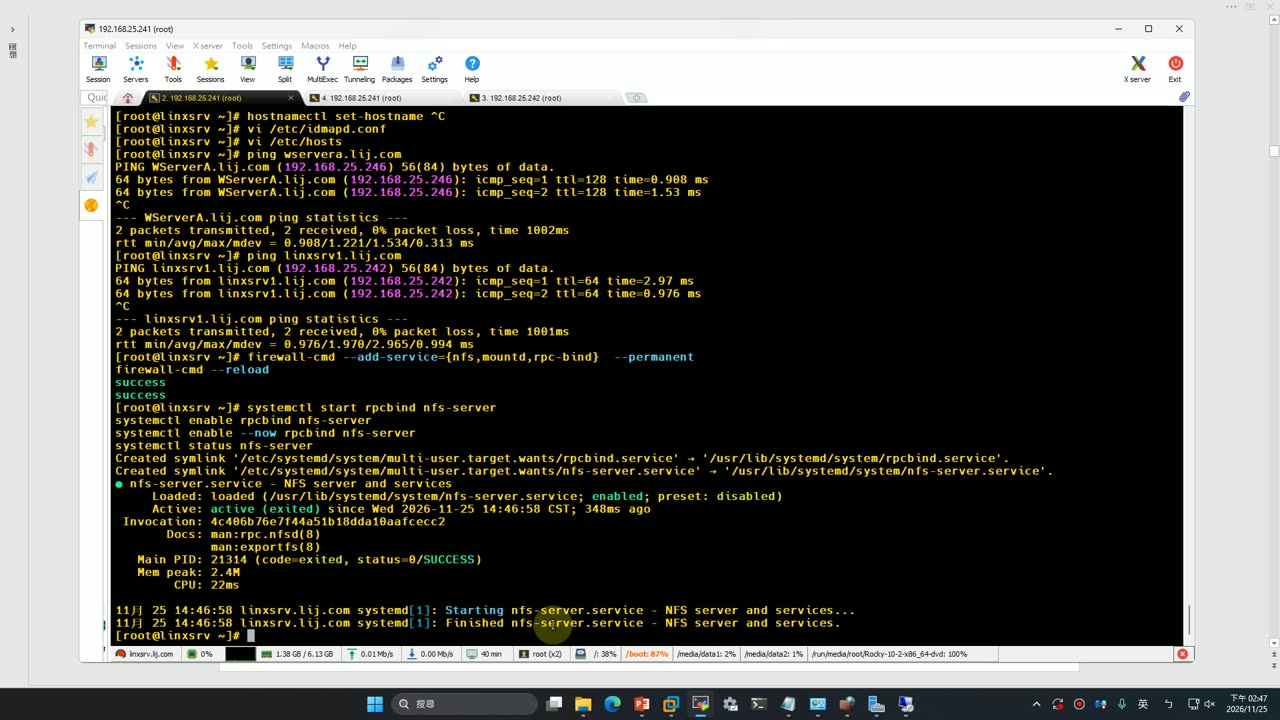 192.168.25.241 (root)
Terminal Sessions View X server Tools Settings Macros Help
Session Servers Tools Sessions View Split MultiExec Tunneling Packages Settings Help X server Exit
Quic 2. 192.168.25.241 (root) 4. 192.168.25.241 (root) 3. 192.168.25.242 (root)
[root@linxsrv ~]# hostnamectl set-hostname ^C
[root@linxsrv ~]# vi /etc/idmapd.conf
[root@linxsrv ~]# vi /etc/hosts
[root@linxsrv ~]# ping wservera.lij.com
PING WServerA.lij.com (192.168.25.246) 56(84) bytes of data.
64 bytes from WServerA.lij.com (192.168.25.246): icmp_seq=1 ttl=128 time=0.908 ms
64 bytes from WServerA.lij.com (192.168.25.246): icmp_seq=2 ttl=128 time=1.53 ms
^C
--- WServerA.lij.com ping statistics ---
2 packets transmitted, 2 received, 0% packet loss, time 1002ms
rtt min/avg/max/mdev = 0.908/1.221/1.534/0.313 ms
[root@linxsrv ~]# ping linxsrv1.lij.com
PING linxsrv1.lij.com (192.168.25.242) 56(84) bytes of data.
64 bytes from linxsrv1.lij.com (192.168.25.242): icmp_seq=1 ttl=64 time=2.97 ms
64 bytes from linxsrv1.lij.com (192.168.25.242): icmp_seq=2 ttl=64 time=0.976 ms
^C
--- linxsrv1.lij.com ping statistics ---
2 packets transmitted, 2 received, 0% packet loss, time 1001ms
rtt min/avg/max/mdev = 0.976/1.970/2.965/0.994 ms
[root@linxsrv ~]# firewall-cmd --add-service={nfs,mountd,rpc-bind} --permanent
firewall-cmd --reload
success
success
[root@linxsrv ~]# systemctl start rpcbind nfs-server
systemctl enable rpcbind nfs-server
systemctl enable --now rpcbind nfs-server
systemctl status nfs-server
Created symlink '/etc/systemd/system/multi-user.target.wants/rpcbind.service' → '/usr/lib/systemd/system/rpcbind.service'.
Created symlink '/etc/systemd/system/multi-user.target.wants/nfs-server.service' → '/usr/lib/systemd/system/nfs-server.service'.
● nfs-server.service - NFS server and services
Loaded: loaded (/usr/lib/systemd/system/nfs-server.service; enabled; preset: disabled)
Active: active (exited) since Wed 2026-11-25 14:46:58 CST; 348ms ago
Invocation: 4c406b76e7f44a51b18dda10aafcecc2
Docs: man:rpc.nfsd(8)
man:exportfs(8)
Main PID: 21314 (code=exited, status=0/SUCCESS)
Mem peak: 2.4M
CPU: 22ms
11月 25 14:46:58 linxsrv.lij.com systemd[1]: Starting nfs-server.service - NFS server and services...
11月 25 14:46:58 linxsrv.lij.com systemd[1]: Finished nfs-server.service - NFS server and services.
[root@linxsrv ~]#
linxsrv.lij.com 0% 1.38 GB / 6.13 GB 0.01 Mb/s 0.00 Mb/s 40 min root (x2) /: 38% /boot: 87% /media/data1: 2% /media/data2: 1% /run/media/root/Rocky-10-2-x86_64-dvd: 100%
搜尋 英 ㄅ 下午 02:47
2026/11/25